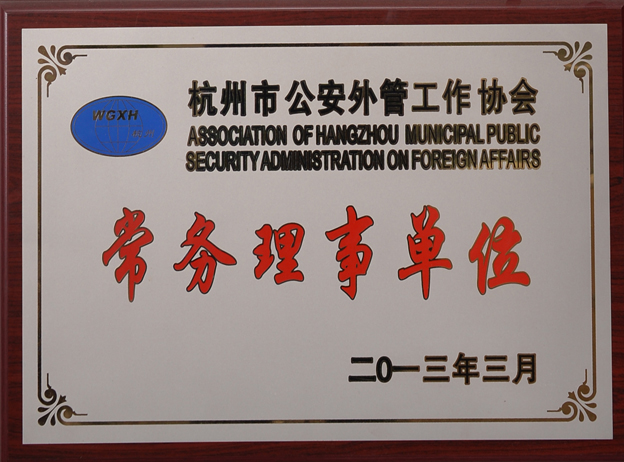 WGXH
杭州市公安外管工作协会
ASSOCIATION OF HANGZHOU MUNICIPAL PUBLIC
SECURITY ADMINISTRATION ON FOREIGN AFFAIRS
常务理事单位
二0一三年三月